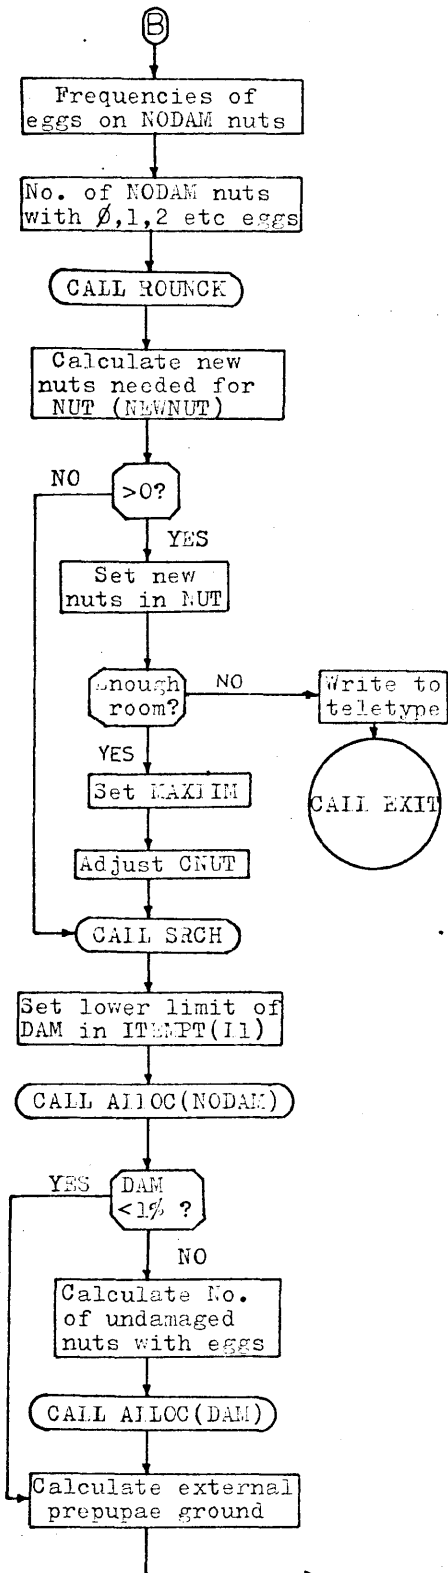 B
Frequencies of
eggs on NODAM nuts
No. of NODAM nuts
with Ø,1,2 etc eggs
CALL ROUNCK
Calculate new
nuts needed for
NUT (NEWNUT)
>0?
NO
YES
Set new
nuts in NUT
Enough
room?
NO
Write to
teletype
CALL EXIT
YES
Set MAXLIM
Adjust CNUT
CALL SRCH
Set lower limit of
DAM in ITEMPT(L1)
CALL ALLOC(NODAM)
YES
DAM
<1% ?
NO
Calculate No.
of undamaged
nuts with eggs
CALL ALLOC(DAM)
Calculate external
prepupae ground